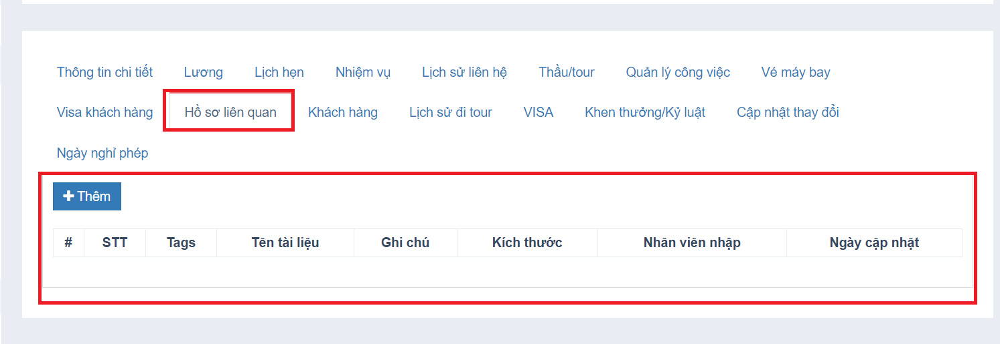 Thông tin chi tiết Lương Lịch hẹn Nhiệm vụ Lịch sử liên hệ Thầu/tour Quản lý công việc Vé máy bay
Visa khách hàng Hồ sơ liên quan Khách hàng Lịch sử đi tour VISA Khen thưởng/Kỷ luật Cập nhật thay đổi
Ngày nghỉ phép
Thêm
# STT Tags Tên tài liệu Ghi chú Kích thước Nhân viên nhập Ngày cập nhật